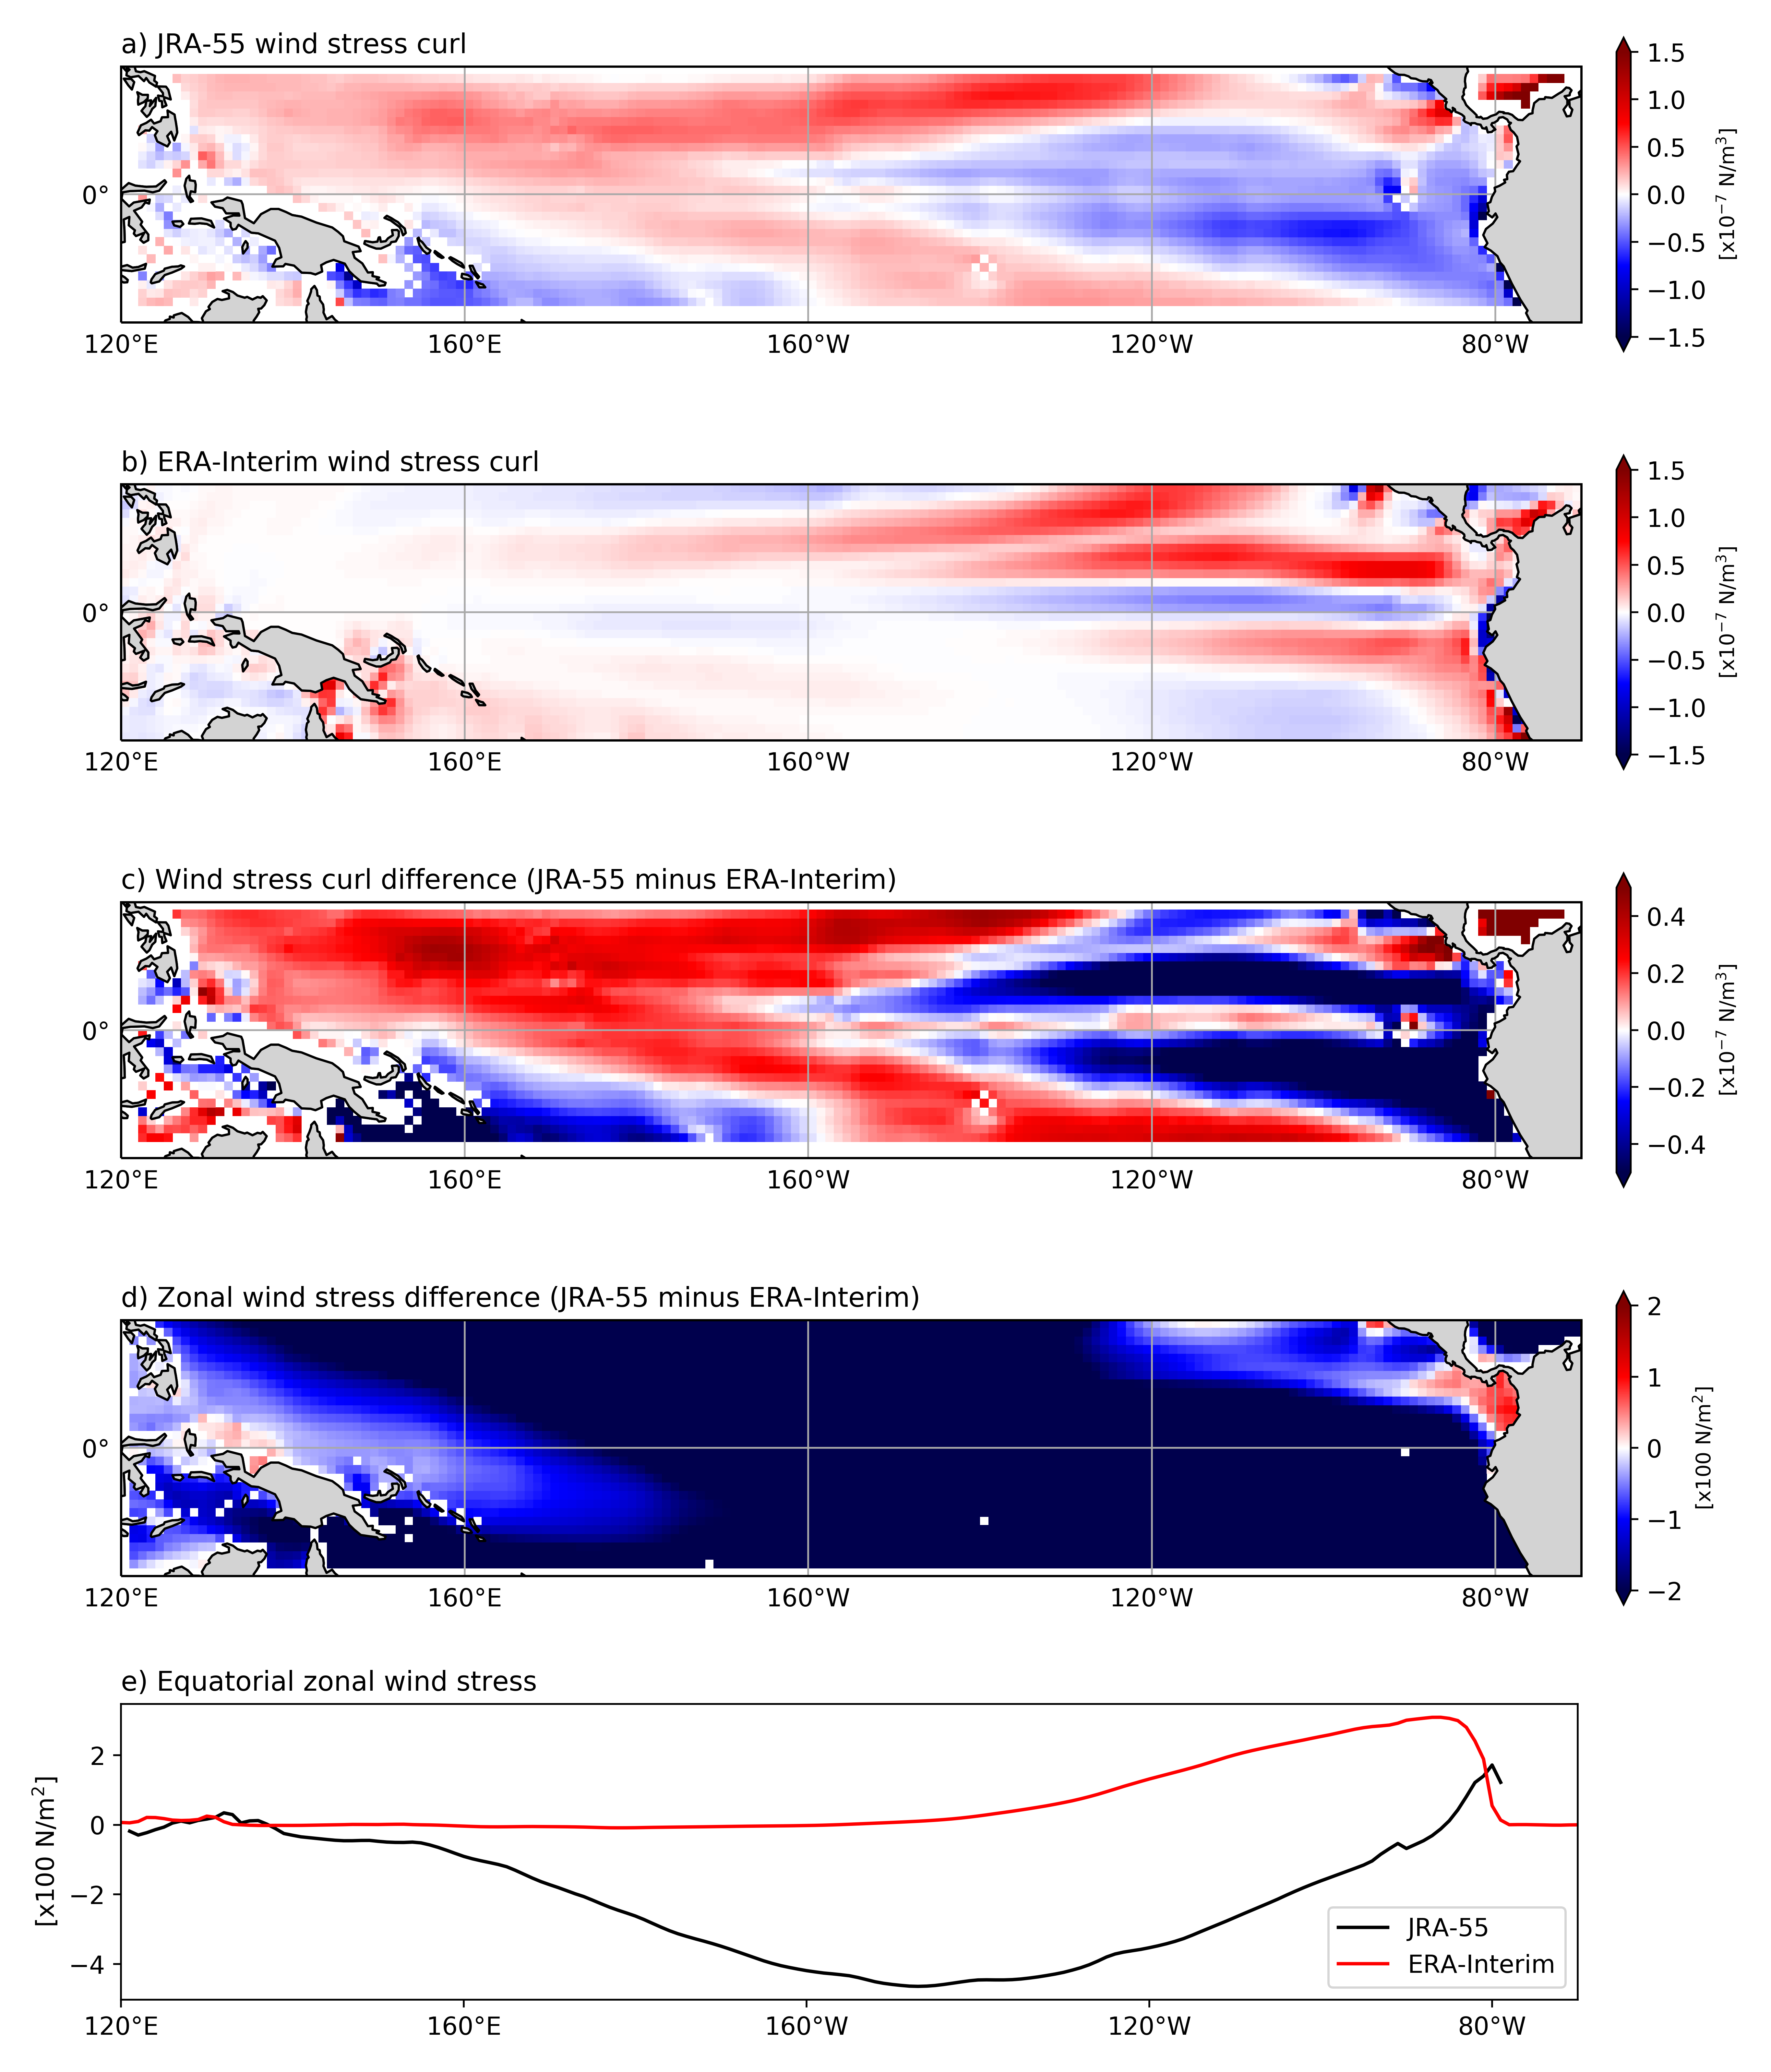 a) JRA-55 wind stress curl
0°
120°E 160°E 160°W 120°W 80°W
1.5
1.0
0.5
0.0
−0.5
−1.0
−1.5
[x10⁻⁷ N/m³]
b) ERA-Interim wind stress curl
0°
120°E 160°E 160°W 120°W 80°W
1.5
1.0
0.5
0.0
−0.5
−1.0
−1.5
[x10⁻⁷ N/m³]
c) Wind stress curl difference (JRA-55 minus ERA-Interim)
0°
120°E 160°E 160°W 120°W 80°W
0.4
0.2
0.0
−0.2
−0.4
[x10⁻⁷ N/m³]
d) Zonal wind stress difference (JRA-55 minus ERA-Interim)
0°
120°E 160°E 160°W 120°W 80°W
2
1
0
−1
−2
[x100 N/m²]
e) Equatorial zonal wind stress
[x100 N/m²]
2
0
−2
−4
JRA-55
ERA-Interim
120°E 160°E 160°W 120°W 80°W